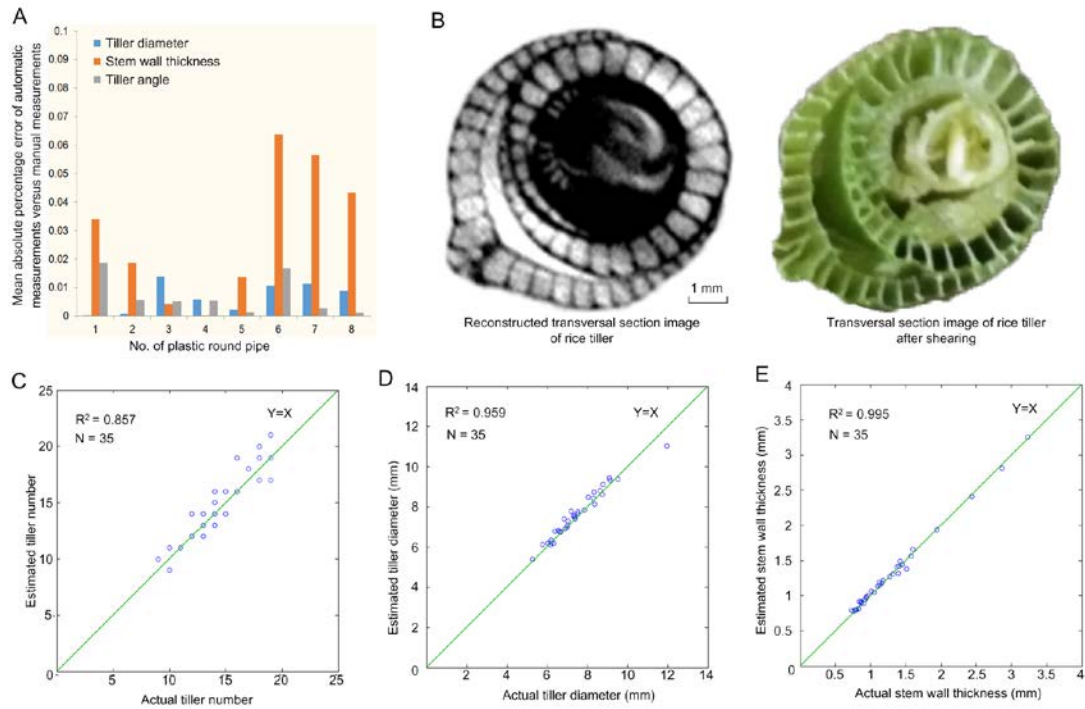 A
Mean absolute percentage error of automatic
measurements versus manual measurements
0.1
0.09
0.08
0.07
0.06
0.05
0.04
0.03
0.02
0.01
0
Tiller diameter
Stem wall thickness
Tiller angle
1 2 3 4 5 6 7 8
No. of plastic round pipe
B
1 mm
Reconstructed transversal section image
of rice tiller
Transversal section image of rice tiller
after shearing
C
Estimated tiller number
25
20
15
10
5
0
R² = 0.857
N = 35
Y=X
5 10 15 20 25
Actual tiller number
D
Estimated tiller diameter (mm)
14
12
10
8
6
4
2
0
R² = 0.959
N = 35
Y=X
2 4 6 8 10 12 14
Actual tiller diameter (mm)
E
Estimated stem wall thickness (mm)
4
3.5
3
2.5
2
1.5
1
0.5
0
R² = 0.995
N = 35
Y=X
0.5 1 1.5 2 2.5 3 3.5 4
Actual stem wall thickness (mm)